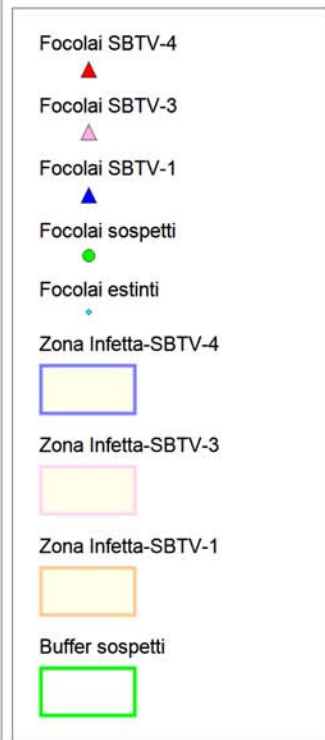 Focolai SBTV-4
Focolai SBTV-3
Focolai SBTV-1
Focolai sospetti
Focolai estinti
Zona Infetta-SBTV-4
Zona Infetta-SBTV-3
Zona Infetta-SBTV-1
Buffer sospetti